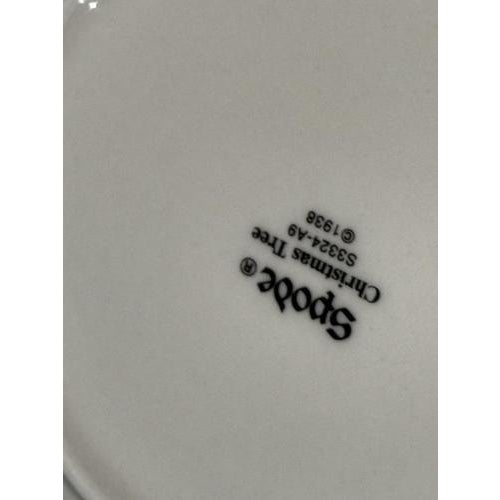 Spode®
Christmas Tree
S3324-A9
©1938